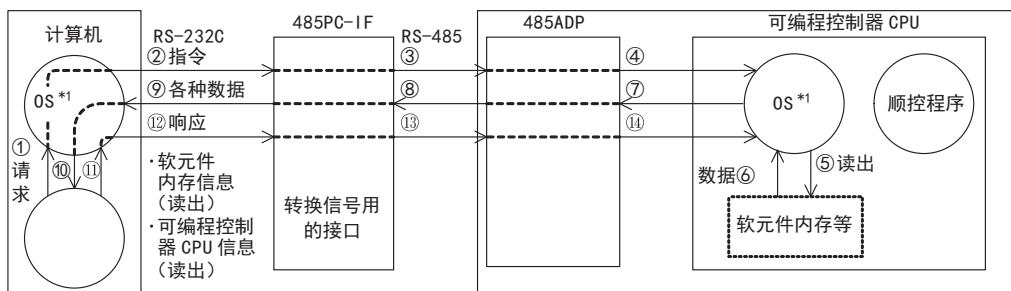 计算机
RS-232C
485PC-IF
RS-485
485ADP
可编程控制器 CPU
②指令
③
④
OS *1
⑨各种数据
⑧
⑦
OS *1
顺控程序
⑫响应
⑬
⑭
①
请
求
⑩
⑪
·软元件
内存信息
(读出)
·可编程控制
器 CPU 信息
(读出)
转换信号用
的接口
数据⑥
⑤读出
软元件内存等